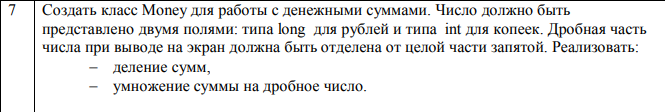 7 Создать класс Money для работы с денежными суммами. Число должно быть
представлено двумя полями: типа long для рублей и типа int для копеек. Дробная часть
числа при выводе на экран должна быть отделена от целой части запятой. Реализовать:
– деление сумм,
– умножение суммы на дробное число.